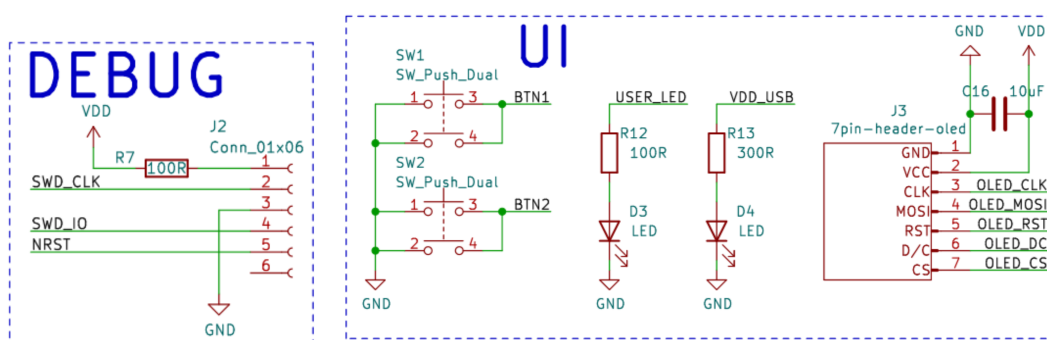 DEBUG
VDD
J2
Conn_01x06
R7
100R
1
SWD_CLK
2
3
SWD_IO
4
NRST
5
6
GND
UI
SW1
SW_Push_Dual
1
3
BTN1
2
4
SW2
SW_Push_Dual
1
3
BTN2
2
4
GND
USER_LED
R12
100R
D3
LED
GND
VDD_USB
R13
300R
D4
LED
GND
GND
VDD
C16
10uF
J3
7pin-header-oled
GND 1
VCC 2
CLK 3 OLED_CLK
MOSI 4 OLED_MOSI
RST 5 OLED_RST
D/C 6 OLED_DC
CS 7 OLED_CS